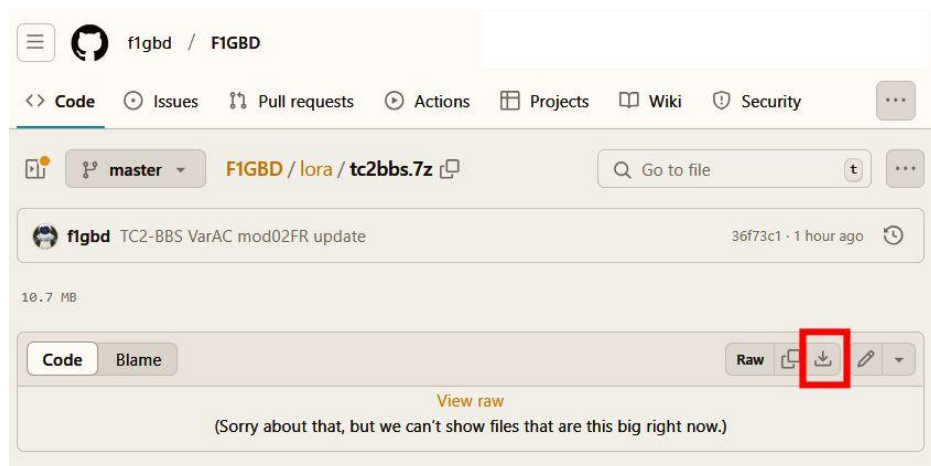 f1gbd / F1GBD
<> Code Issues Pull requests Actions Projects Wiki Security ...
master F1GBD / lora / tc2bbs.7z Go to file t ...
f1gbd TC2-BBS VarAC mod02FR update 36f73c1 · 1 hour ago
10.7 MB
Code Blame Raw
View raw
(Sorry about that, but we can't show files that are this big right now.)